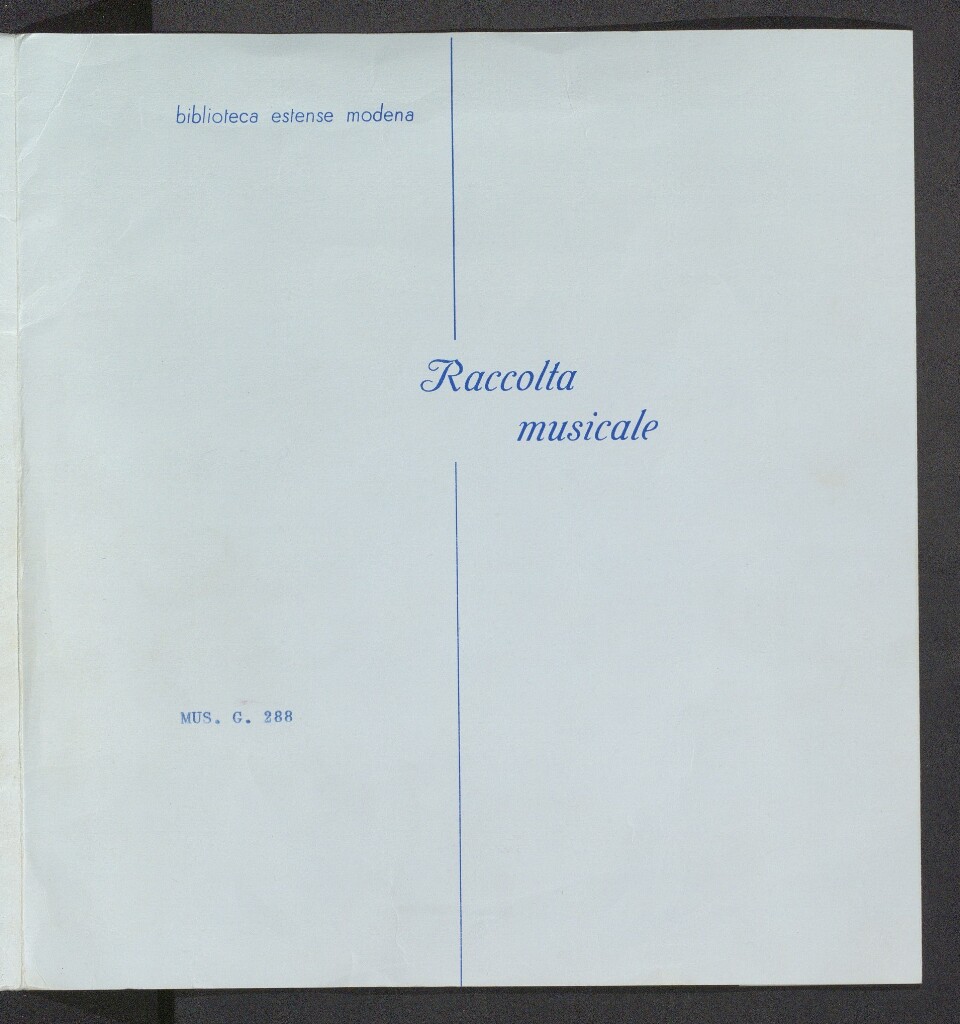 biblioteca estense modena
Raccolta
musicale
MUS. G. 288